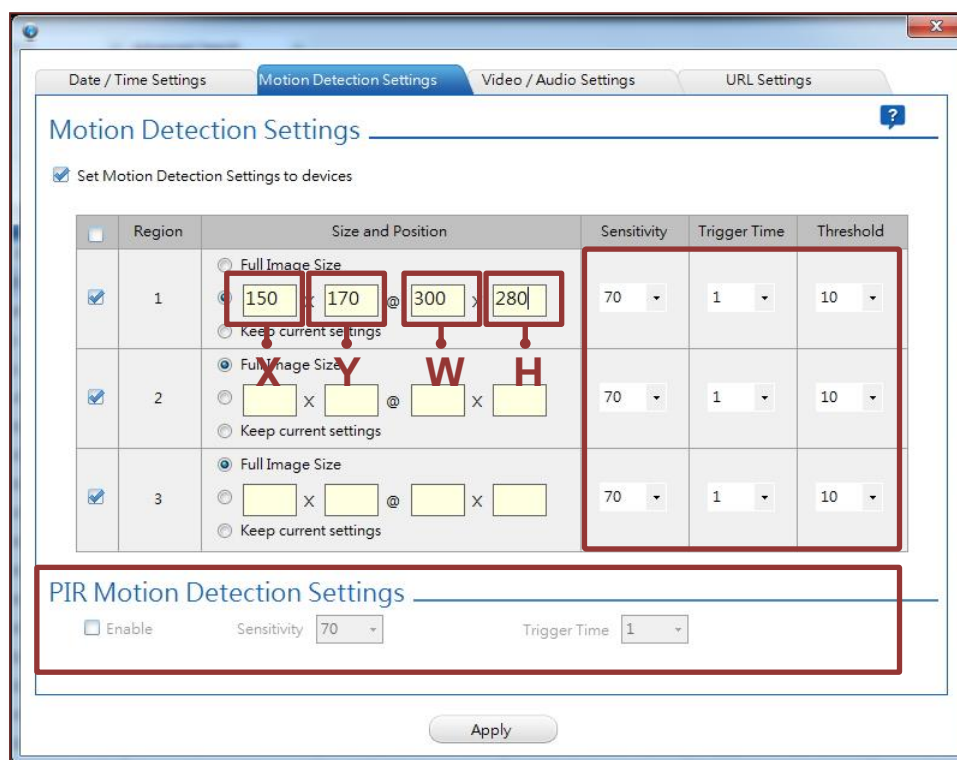 Date / Time Settings Motion Detection Settings Video / Audio Settings URL Settings
Motion Detection Settings ?
Set Motion Detection Settings to devices
Region Size and Position Sensitivity Trigger Time Threshold
Full Image Size
1 150 X 170 @ 300 X 280 70 1 10
Keep current settings
X Y W H
Full Image Size
2 X @ X 70 1 10
Keep current settings
Full Image Size
3 X @ X 70 1 10
Keep current settings
PIR Motion Detection Settings
Enable Sensitivity 70 Trigger Time 1
Apply